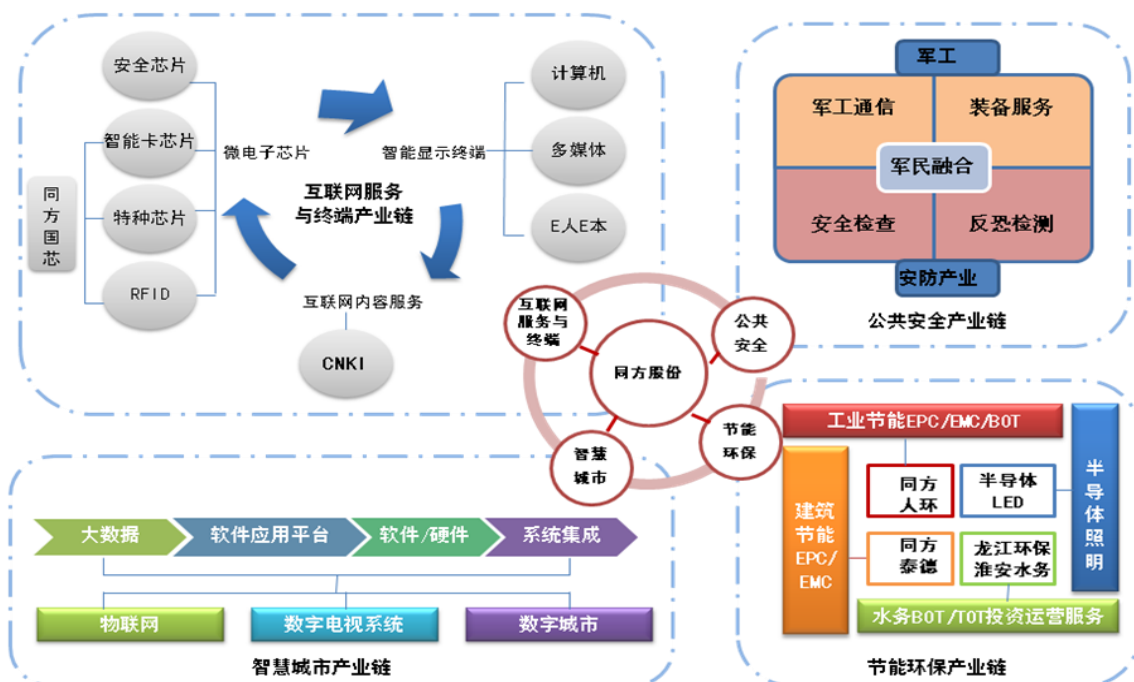 安全芯片
智能卡芯片
特种芯片
RFID
同
方
国
芯
微电子芯片
智能显示终端
计算机
多媒体
E人E本
互联网服务
与终端产业链
互联网内容服务
CNKI
军工
军工通信
装备服务
军民融合
安全检查
反恐检测
安防产业
公共安全产业链
互联网
服务与
终端
公共
安全
同方股份
智慧
城市
节能
环保
大数据
软件应用平台
软件/硬件
系统集成
物联网
数字电视系统
数字城市
智慧城市产业链
工业节能EPC/EMC/BOT
建筑
节能
EPC/
EMC
同方
人环
半导体
LED
同方
泰德
龙江环保
淮安水务
半
导
体
照
明
水务BOT/TOT投资运营服务
节能环保产业链